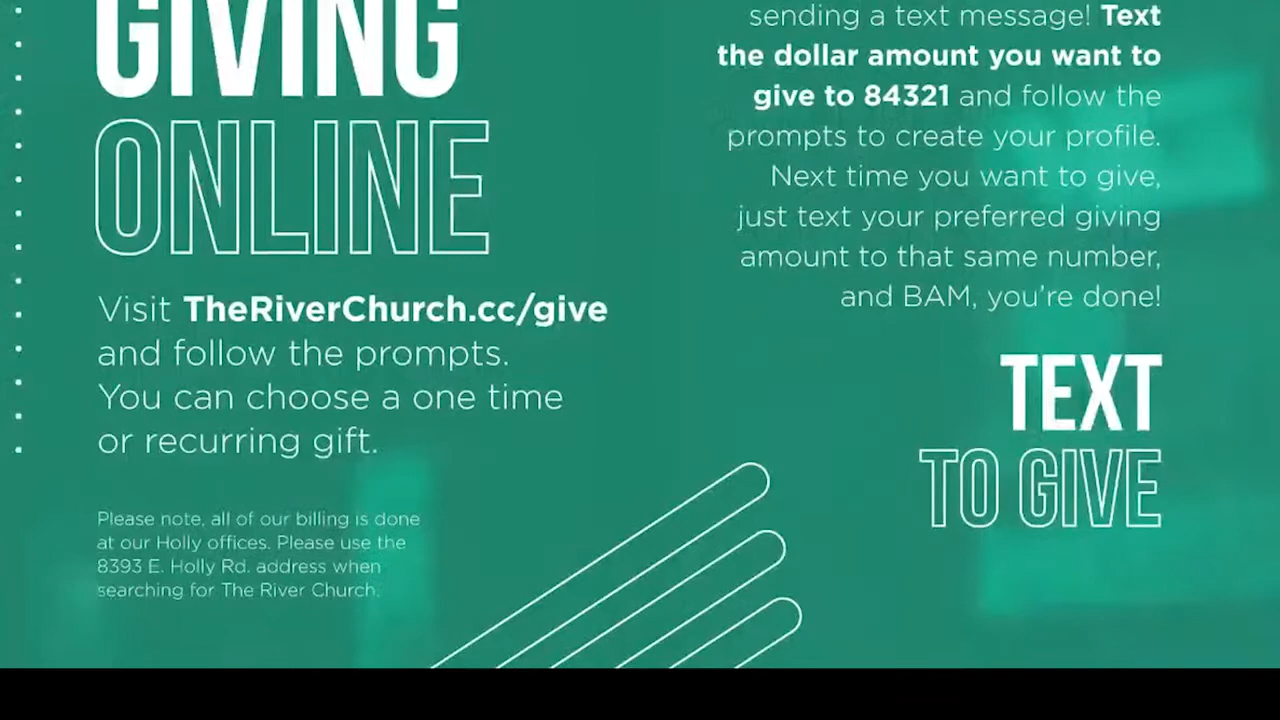 GIVING
ONLINE
Visit TheRiverChurch.cc/give
and follow the prompts.
You can choose a one time
or recurring gift.
Please note, all of our billing is done
at our Holly offices. Please use the
8393 E. Holly Rd. address when
searching for The River Church.
sending a text message! Text
the dollar amount you want to
give to 84321 and follow the
prompts to create your profile.
Next time you want to give,
just text your preferred giving
amount to that same number,
and BAM, you're done!
TEXT
TO GIVE